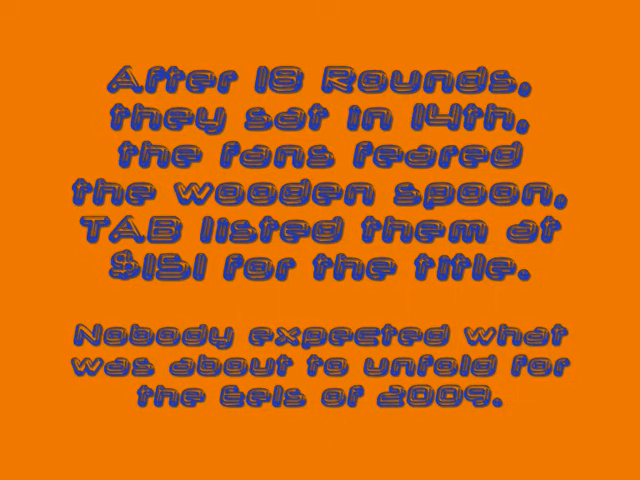 After 18 Rounds,
they sat in 14th,
the fans feared
the wooden spoon,
TAB listed them at
$151 for the title.
Nobody expected what
was about to unfold for
the Eels of 2009.